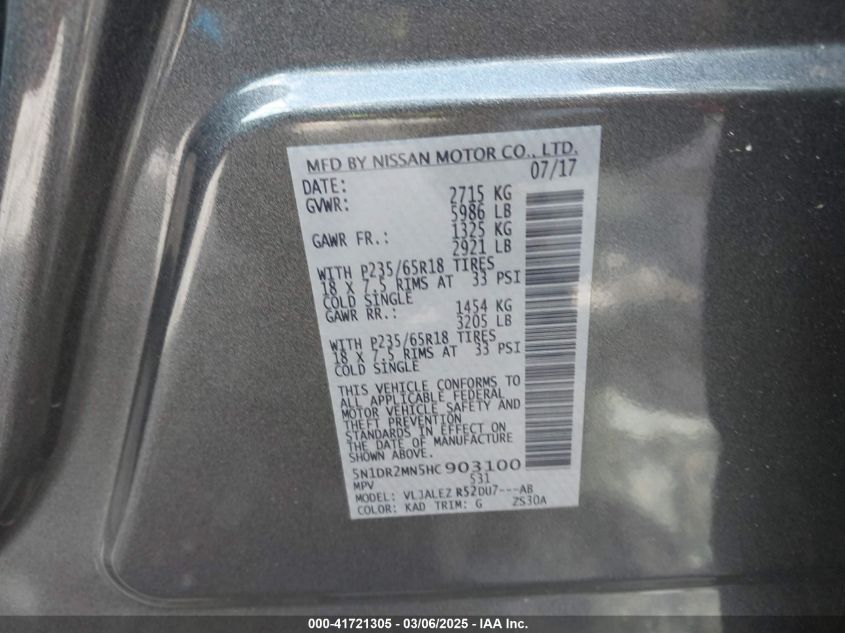 MFD BY NISSAN MOTOR CO., LTD.
DATE: 07/17
GVWR: 2715 KG
5986 LB
GAWR FR.: 1325 KG
2921 LB
WITH P235/65R18 TIRES
18 X 7.5 RIMS AT 33 PSI
COLD SINGLE
GAWR RR.: 1454 KG
3205 LB
WITH P235/65R18 TIRES
18 X 7.5 RIMS AT 33 PSI
COLD SINGLE
THIS VEHICLE CONFORMS TO
ALL APPLICABLE FEDERAL
MOTOR VEHICLE SAFETY AND
THEFT PREVENTION
STANDARDS IN EFFECT ON
THE DATE OF MANUFACTURE
SHOWN ABOVE.
5N1DR2MN5HC903100
MPV S31
MODEL: VLJALEZ R52DU7---AB
COLOR: KAD TRIM: G ZS30A
000-41721305 - 03/06/2025 - IAA Inc.